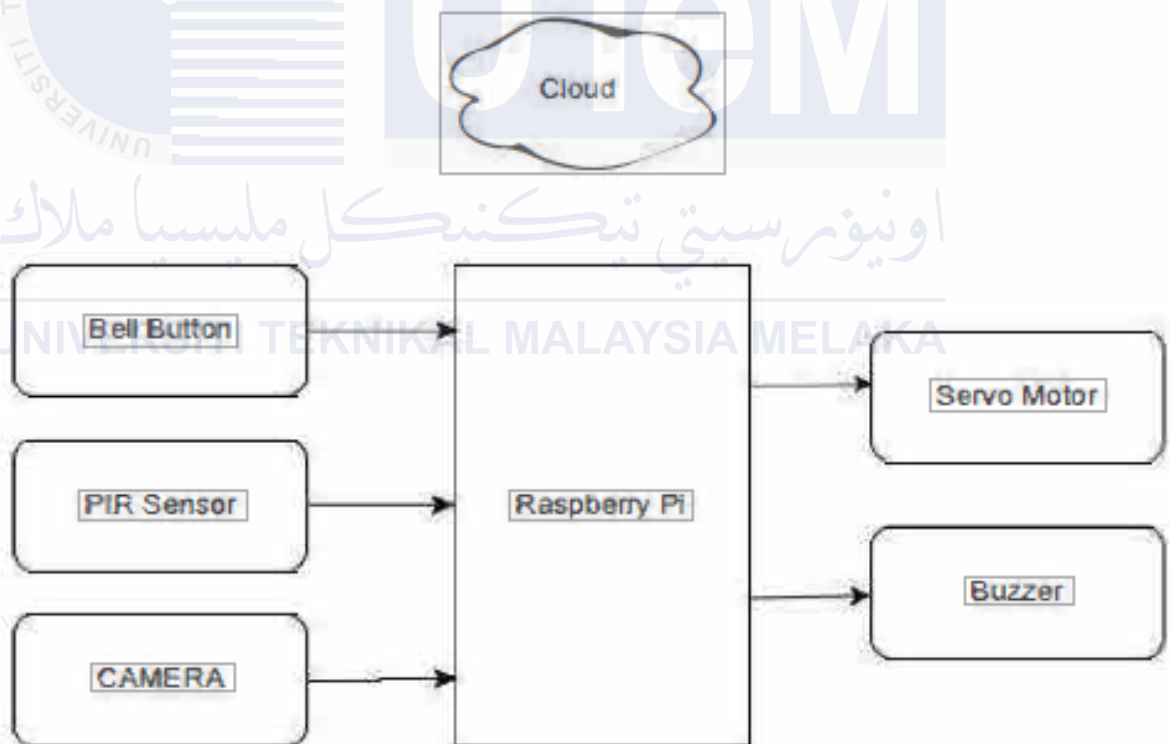 UTeM
UNIVERSITI
Cloud
اونيۏرسيتي تيكنيكل مليسيا ملاك
Bell Button
UNIVERSITI TEKNIKAL MALAYSIA MELAKA
Servo Motor
PIR Sensor
Raspberry Pi
Buzzer
CAMERA